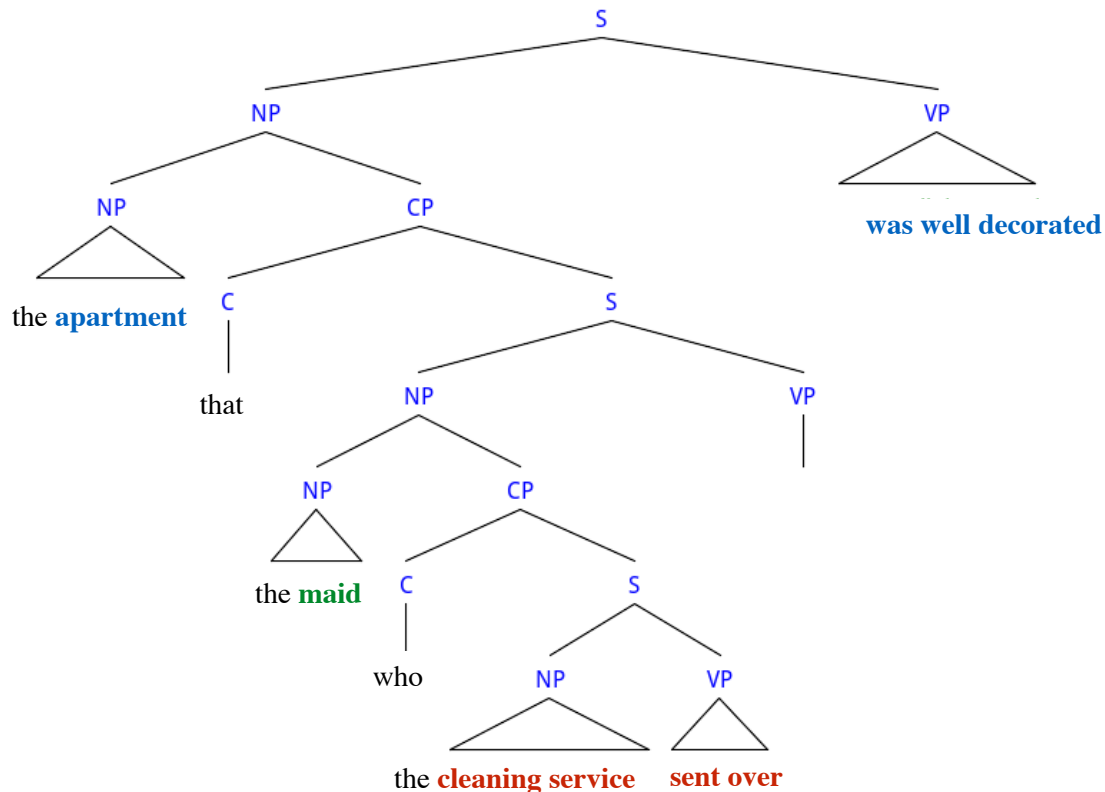 S
NP VP
NP CP
was well decorated
the apartment
C S
that
NP VP
NP CP
the maid
C S
who
NP VP
the cleaning service sent over